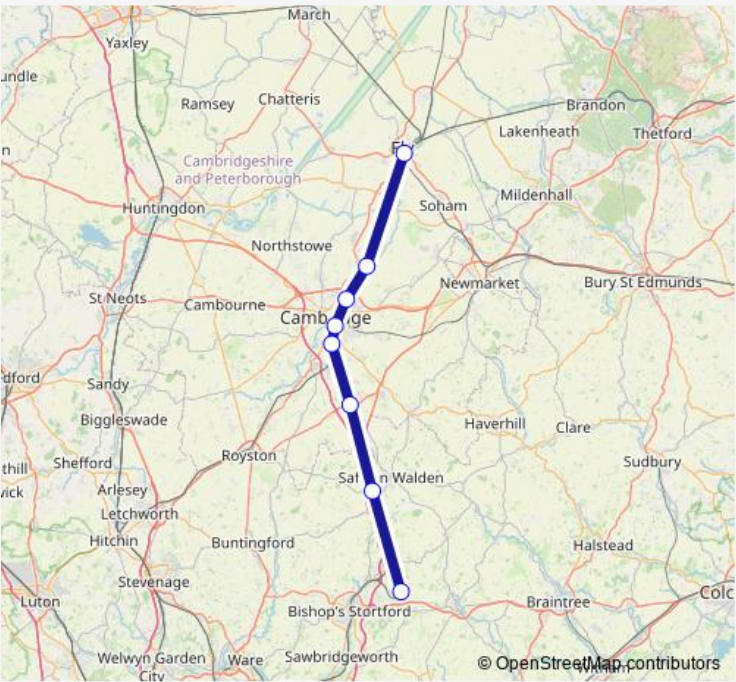 March
Yaxley
undle
Ramsey
Chatteris
Brandon
Lakenheath
Thetford
n
Cambridgeshire
and Peterborough
Mildenhall
Huntingdon
Soham
Northstowe
Newmarket
Bury St Edmunds
St Neots
Cambourne
dford
Sandy
Biggleswade
Haverhill
Clare
Royston
thill
Shefford
Sudbury
wick
Arlesey
Letchworth
Hitchin
Buntingford
Halstead
Stevenage
Luton
Bishop's Stortford
Braintree
Colc
Welwyn Garden
City
Ware
Sawbridgeworth
© OpenStreetMap contributors